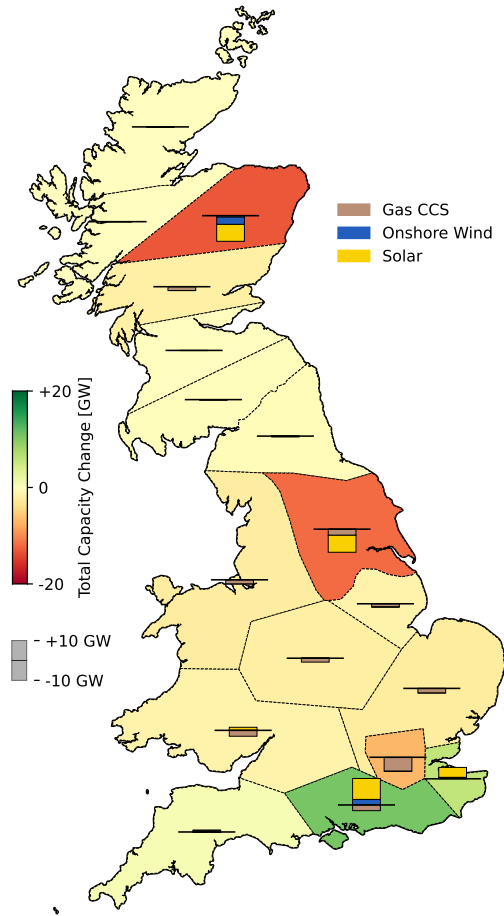 Gas CCS
Onshore Wind
Solar
+20
0
-20
Total Capacity Change [GW]
+10 GW
-10 GW